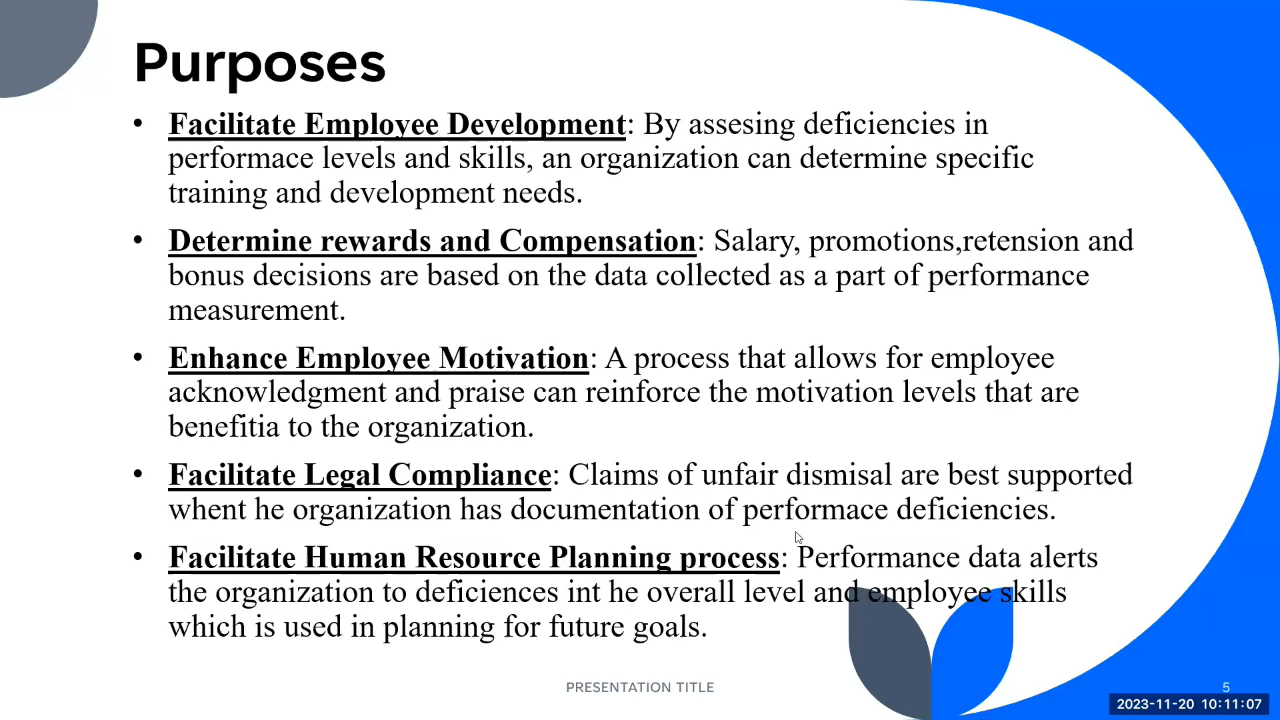 Purposes
• Facilitate Employee Development: By assesing deficiencies in
performace levels and skills, an organization can determine specific
training and development needs.
• Determine rewards and Compensation: Salary, promotions,retension and
bonus decisions are based on the data collected as a part of performance
measurement.
• Enhance Employee Motivation: A process that allows for employee
acknowledgment and praise can reinforce the motivation levels that are
benefitia to the organization.
• Facilitate Legal Compliance: Claims of unfair dismisal are best supported
whent he organization has documentation of performace deficiencies.
• Facilitate Human Resource Planning process: Performance data alerts
the organization to deficiences int he overall level and employee skills
which is used in planning for future goals.
PRESENTATION TITLE
5
2023-11-20 10:11:07